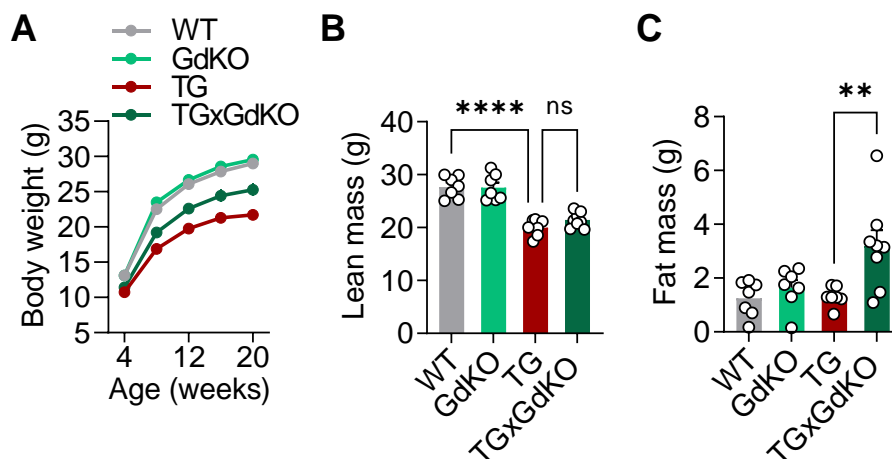 A
WT
GdKO
TG
TGxGdKO
Body weight (g)
35
30
25
20
15
10
5
4
12
20
Age (weeks)
B
**** ns
Lean mass (g)
40
30
20
10
0
WT
GdKO
TG
TGxGdKO
C
**
Fat mass (g)
8
6
4
2
0
WT
GdKO
TG
TGxGdKO